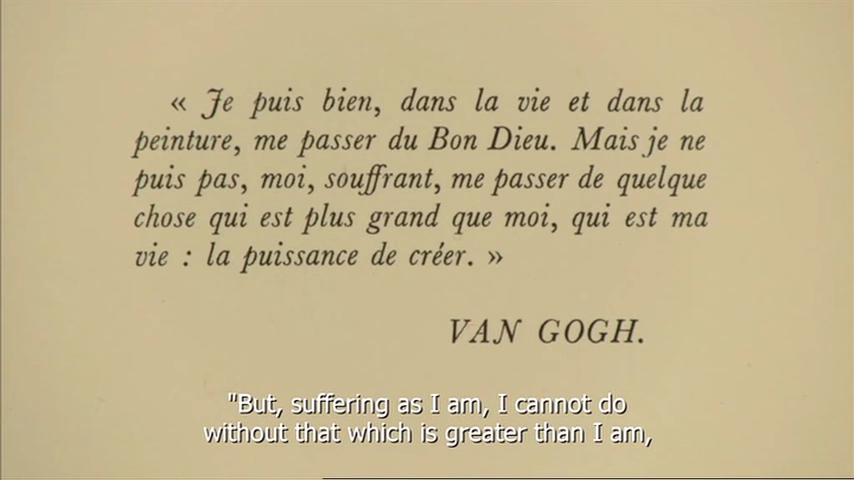 « Je puis bien, dans la vie et dans la
peinture, me passer du Bon Dieu. Mais je ne
puis pas, moi, souffrant, me passer de quelque
chose qui est plus grand que moi, qui est ma
vie : la puissance de créer. »
VAN GOGH.
"But, suffering as I am, I cannot do
without that which is greater than I am,